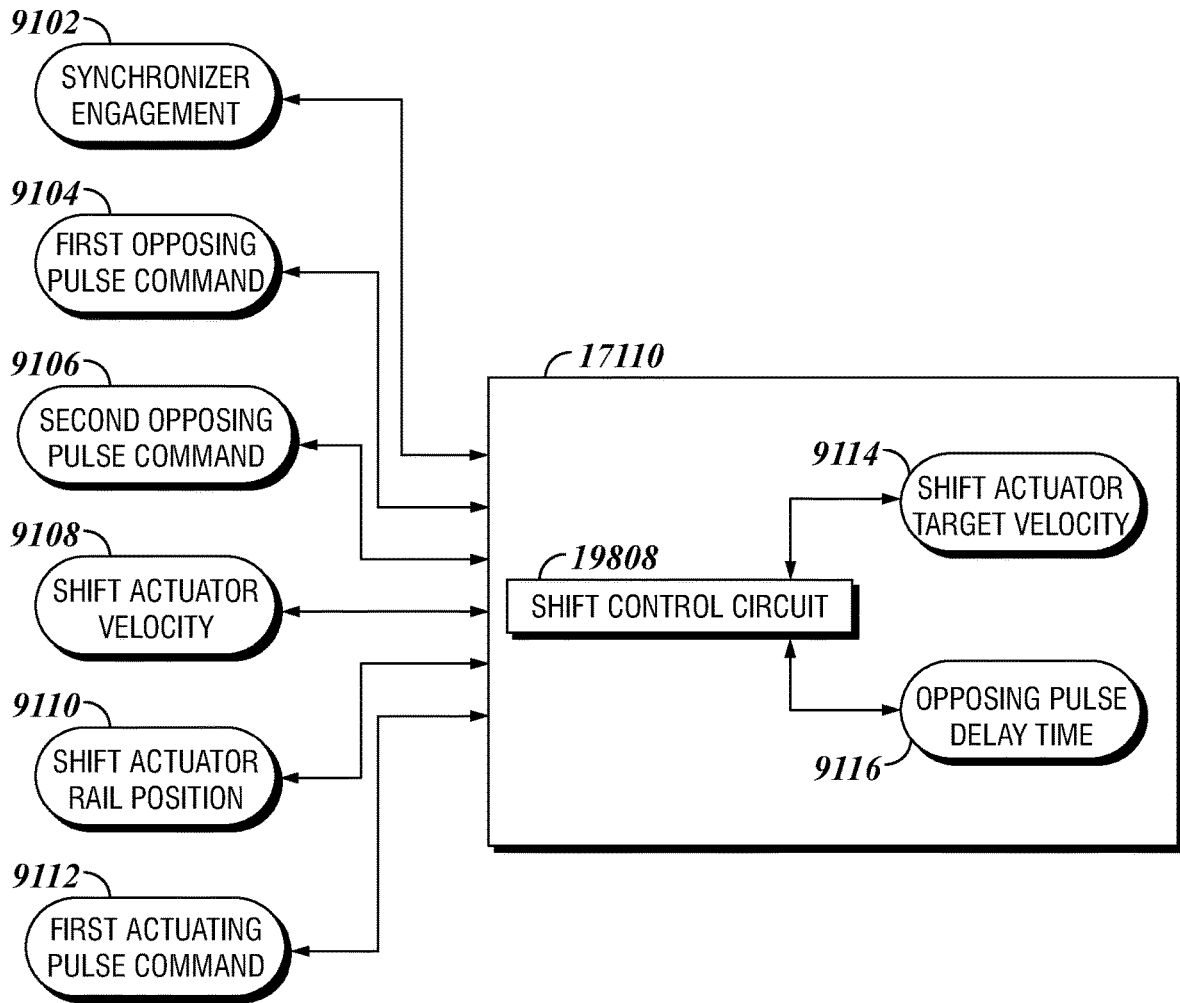 9102
SYNCHRONIZER
ENGAGEMENT
9104
FIRST OPPOSING
PULSE COMMAND
9106
SECOND OPPOSING
PULSE COMMAND
9108
SHIFT ACTUATOR
VELOCITY
9110
SHIFT ACTUATOR
RAIL POSITION
9112
FIRST ACTUATING
PULSE COMMAND
17110
9114
SHIFT ACTUATOR
TARGET VELOCITY
19808
SHIFT CONTROL CIRCUIT
OPPOSING PULSE
DELAY TIME
9116